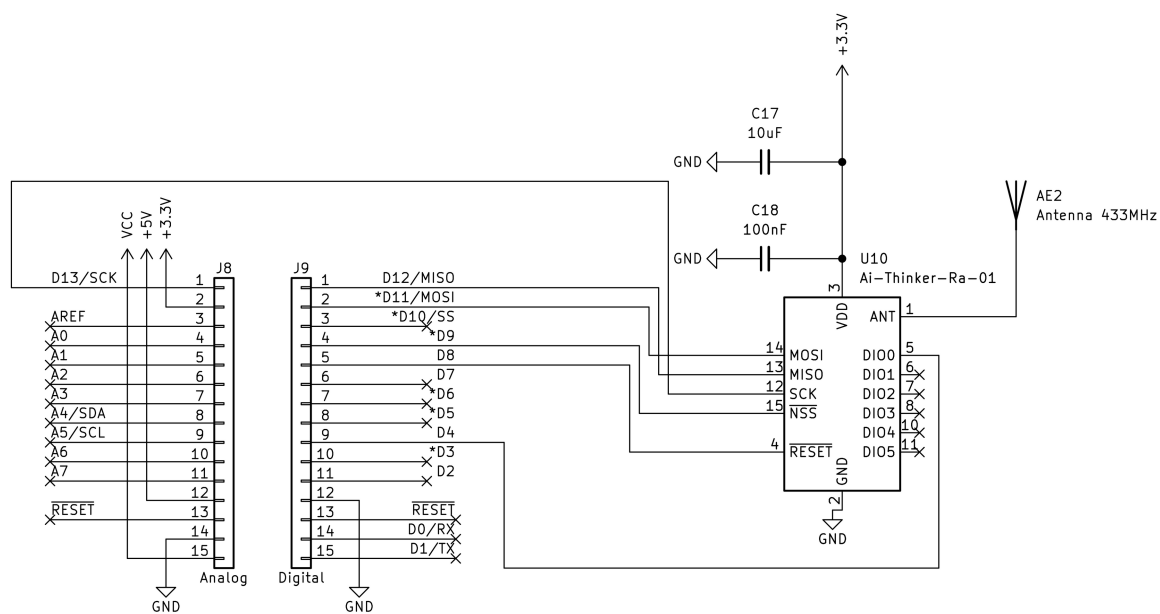 +3.3V
C17
10uF
GND
C18
100nF
GND
AE2
Antenna 433MHz
U10
Ai-Thinker-Ra-01
3
VDD
ANT
1
14
MOSI
13
MISO
12
SCK
15
NSS
4
RESET
DIO0
5
DIO1
6
DIO2
7
DIO3
8
DIO4
10
DIO5
11
GND
2
GND
VCC
+5V
+3.3V
J8
D13/SCK
1
2
AREF
3
A0
4
A1
5
A2
6
A3
7
A4/SDA
8
A5/SCL
9
A6
10
A7
11
12
RESET
13
14
15
Analog
GND
J9
1
D12/MISO
2
*D11/MOSI
3
*D10/SS
4
*D9
5
D8
6
D7
7
*D6
8
*D5
9
D4
10
*D3
11
D2
12
13
RESET
14
D0/RX
15
D1/TX
Digital
GND